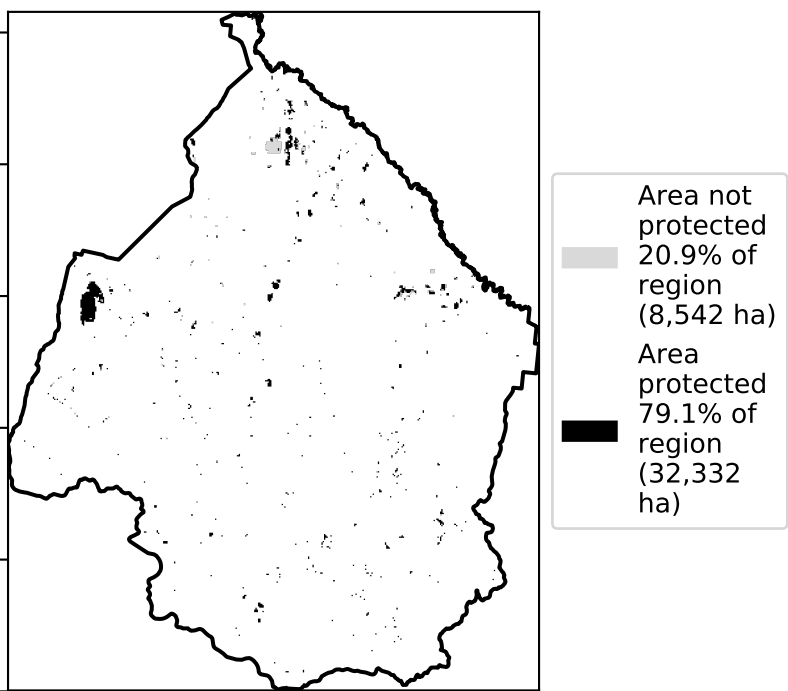 Area not
protected
20.9% of
region
(8,542 ha)
Area
protected
79.1% of
region
(32,332
ha)